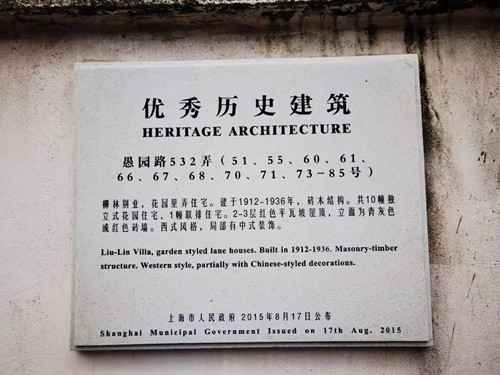 优秀历史建筑
HERITAGE ARCHITECTURE
愚园路532弄（51、55、60、61、
66、67、68、70、71、73-85号）
柳林别业，花园里弄住宅。建于1912-1936年，砖木结构。共10幢独
立式花园住宅，1幢联排住宅。2-3层红色平瓦坡屋顶，立面为青灰色
或红色砖墙。西式风格，局部有中式装饰。
Liu-Lin Villa, garden styled lane houses. Built in 1912-1936. Masonry-timber
structure. Western style, partially with Chinese-styled decorations.
上海市人民政府 2015年8月17日公布
Shanghai Municipal Government Issued on 17th Aug. 2015